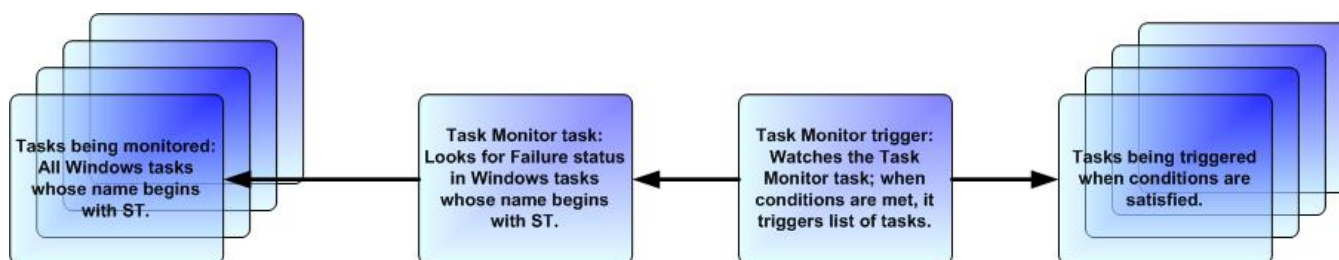 Tasks being monitored:
All Windows tasks
whose name begins
with ST.
Task Monitor task:
Looks for Failure status
in Windows tasks
whose name begins
with ST.
Task Monitor trigger:
Watches the Task
Monitor task; when
conditions are met, it
triggers list of tasks.
Tasks being triggered
when conditions are
satisfied.